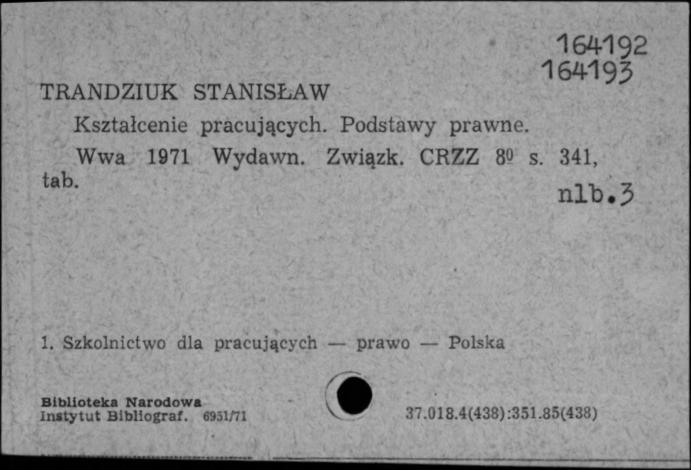 164192
164193
TRANDZIUK STANISŁAW
Kształcenie pracujących. Podstawy prawne.
Wwa 1971 Wydawn. Związk. CRZZ 8º s. 341,
tab.
nlb.3
1. Szkolnictwo dla pracujących — prawo — Polska
Biblioteka Narodowa
Instytut Bibliograf. 6951/71
37.018.4(438):351.85(438)